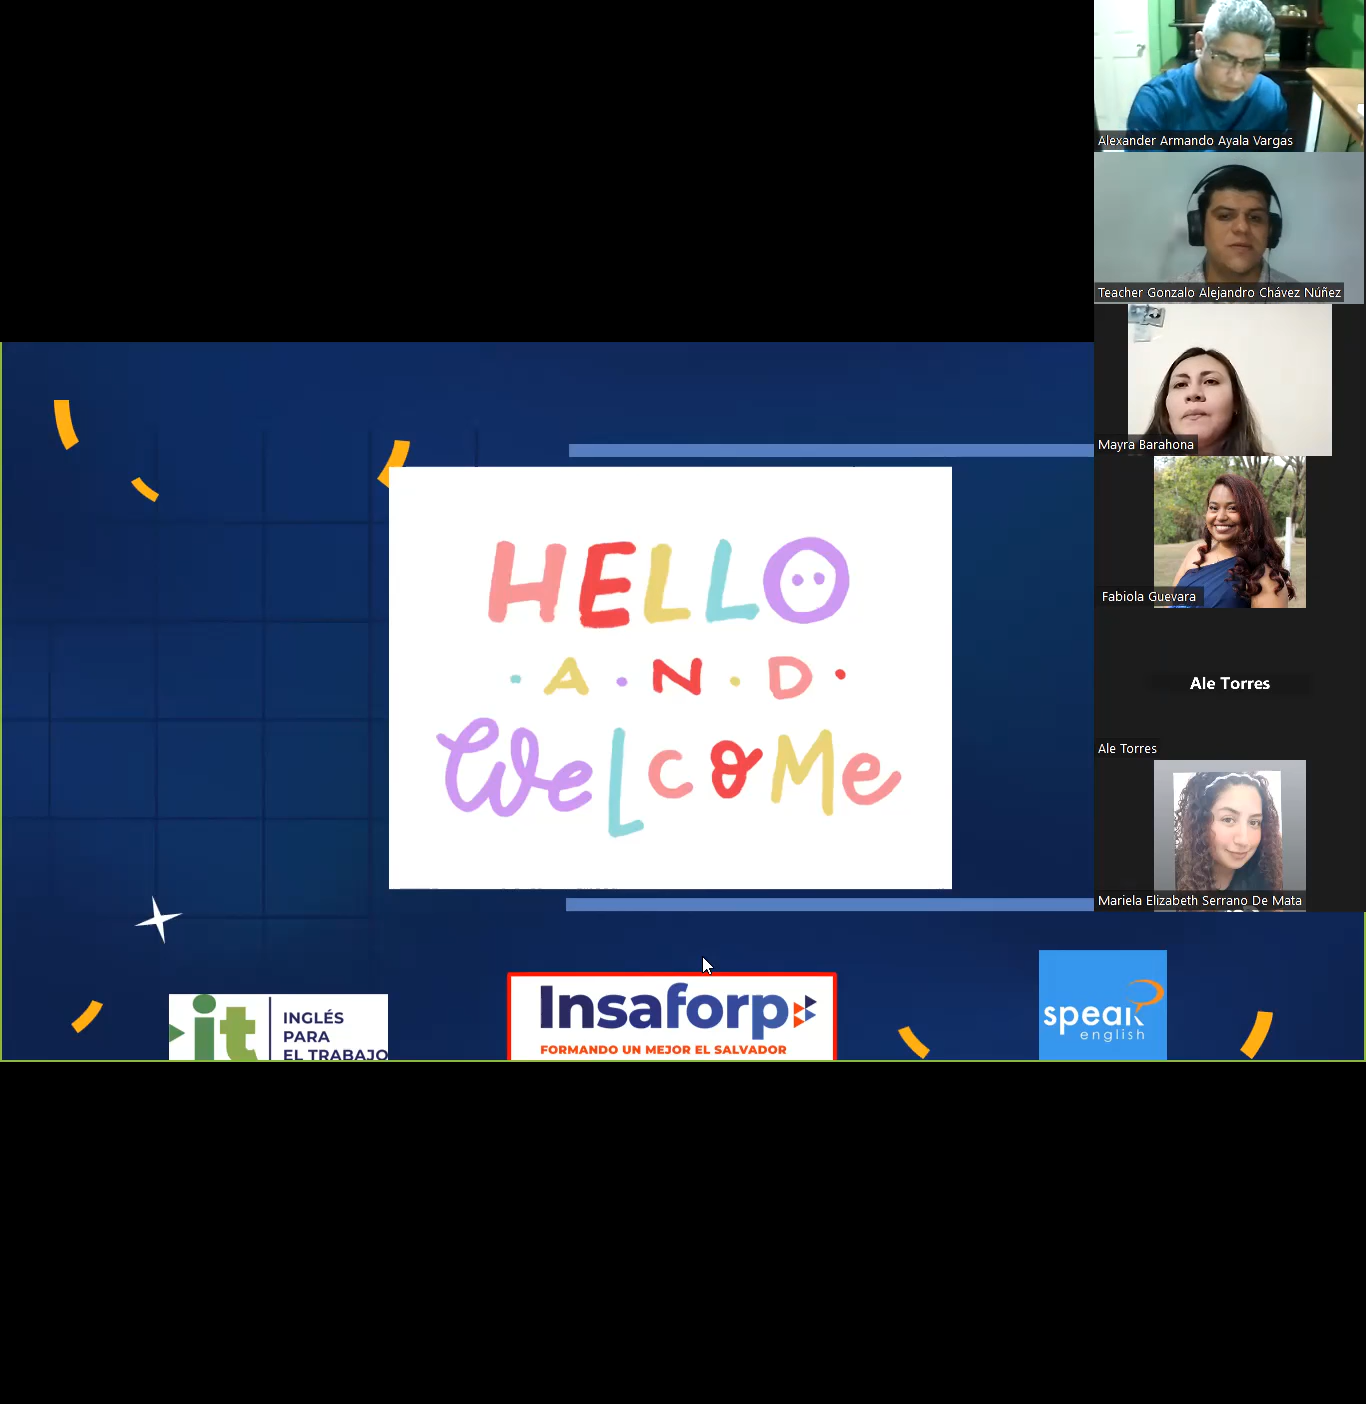 Alexander Armando Ayala Vargas
Teacher Gonzalo Alejandro Chávez Núñez
Mayra Barahona
Fabiola Guevara
Ale Torres
Ale Torres
Mariela Elizabeth Serrano De Mata
HELLO
·A·N·D·
WeLcoMe
it
INGLÉS
PARA
EL TRABAJO
Insaforp
FORMANDO UN MEJOR EL SALVADOR
speak
english